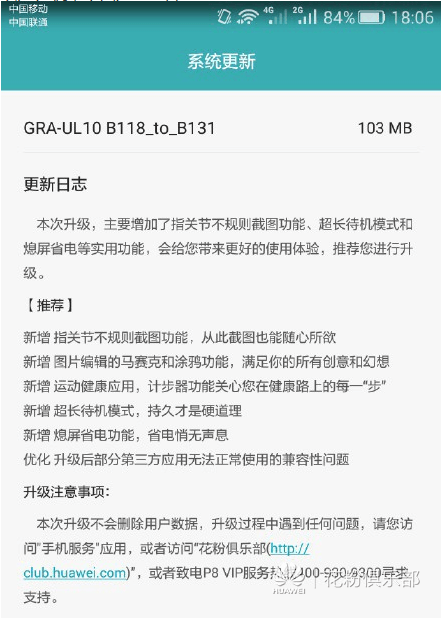 中国移动
中国联通
4G
2G
84%
18:06
系统更新
GRA-UL10 B118_to_B131
103 MB
更新日志
本次升级，主要增加了指关节不规则截图功能、超长待机模式和
熄屏省电等实用功能，会给您带来更好的使用体验，推荐您进行升
级。
【推荐】
新增 指关节不规则截图功能，从此截图也能随心所欲
新增 图片编辑的马赛克和涂鸦功能，满足你的所有创意和幻想
新增 运动健康应用，计步器功能关心您在健康路上的每一"步"
新增 超长待机模式，持久才是硬道理
新增 熄屏省电功能，省电悄无声息
优化 升级后部分第三方应用无法正常使用的兼容性问题
升级注意事项：
本次升级不会删除用户数据，升级过程中遇到任何问题，请您访
问"手机服务"应用，或者访问"花粉俱乐部(http://
club.huawei.com)"，或者致电P8 VIP服务 寻求
支持。
HUAWEI
花粉俱乐部